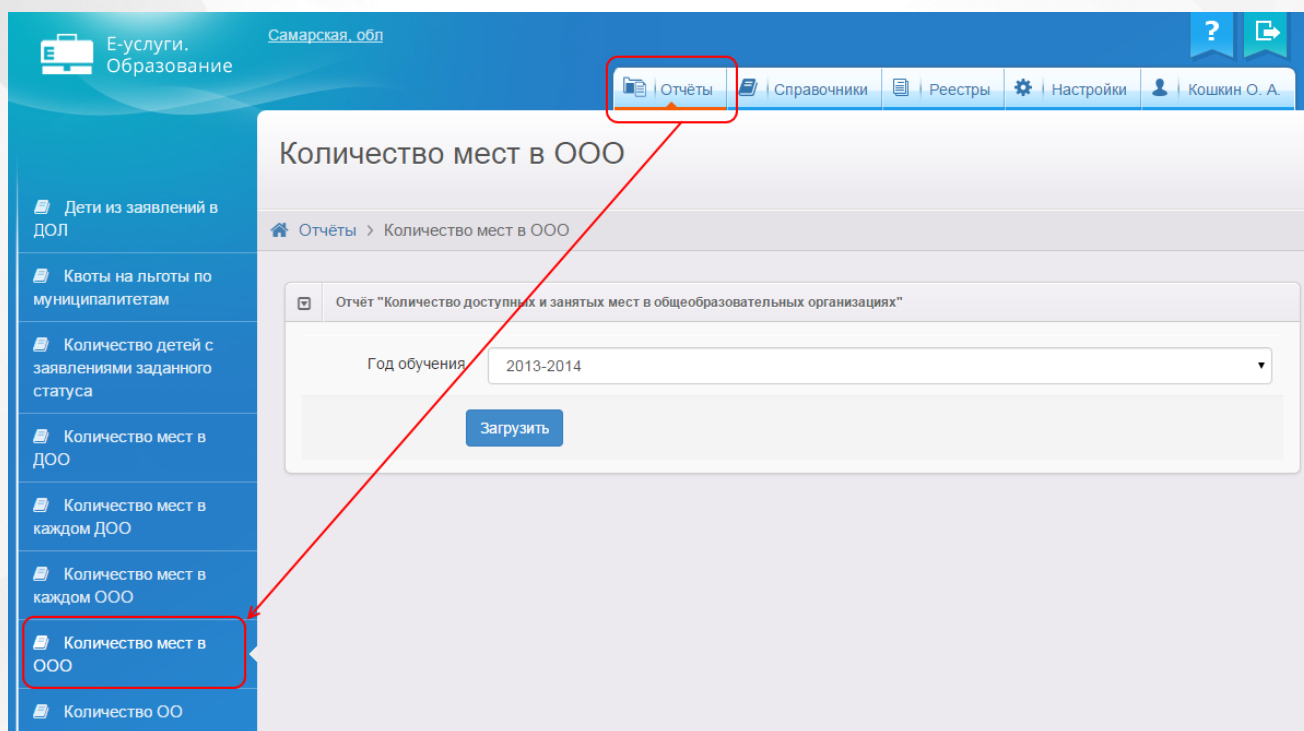 Е-услуги.
Образование
Самарская, обл
?
Отчёты
Справочники
Реестры
Настройки
Кошкин О. А.
Количество мест в ООО
Отчёты > Количество мест в ООО
Дети из заявлений в
ДОЛ
Квоты на льготы по
муниципалитетам
Количество детей с
заявлениями заданного
статуса
Количество мест в
ДОО
Количество мест в
каждом ДОО
Количество мест в
каждом ООО
Количество мест в
ООО
Количество ОО
Отчёт "Количество доступных и занятых мест в общеобразовательных организациях"
Год обучения
2013-2014
Загрузить